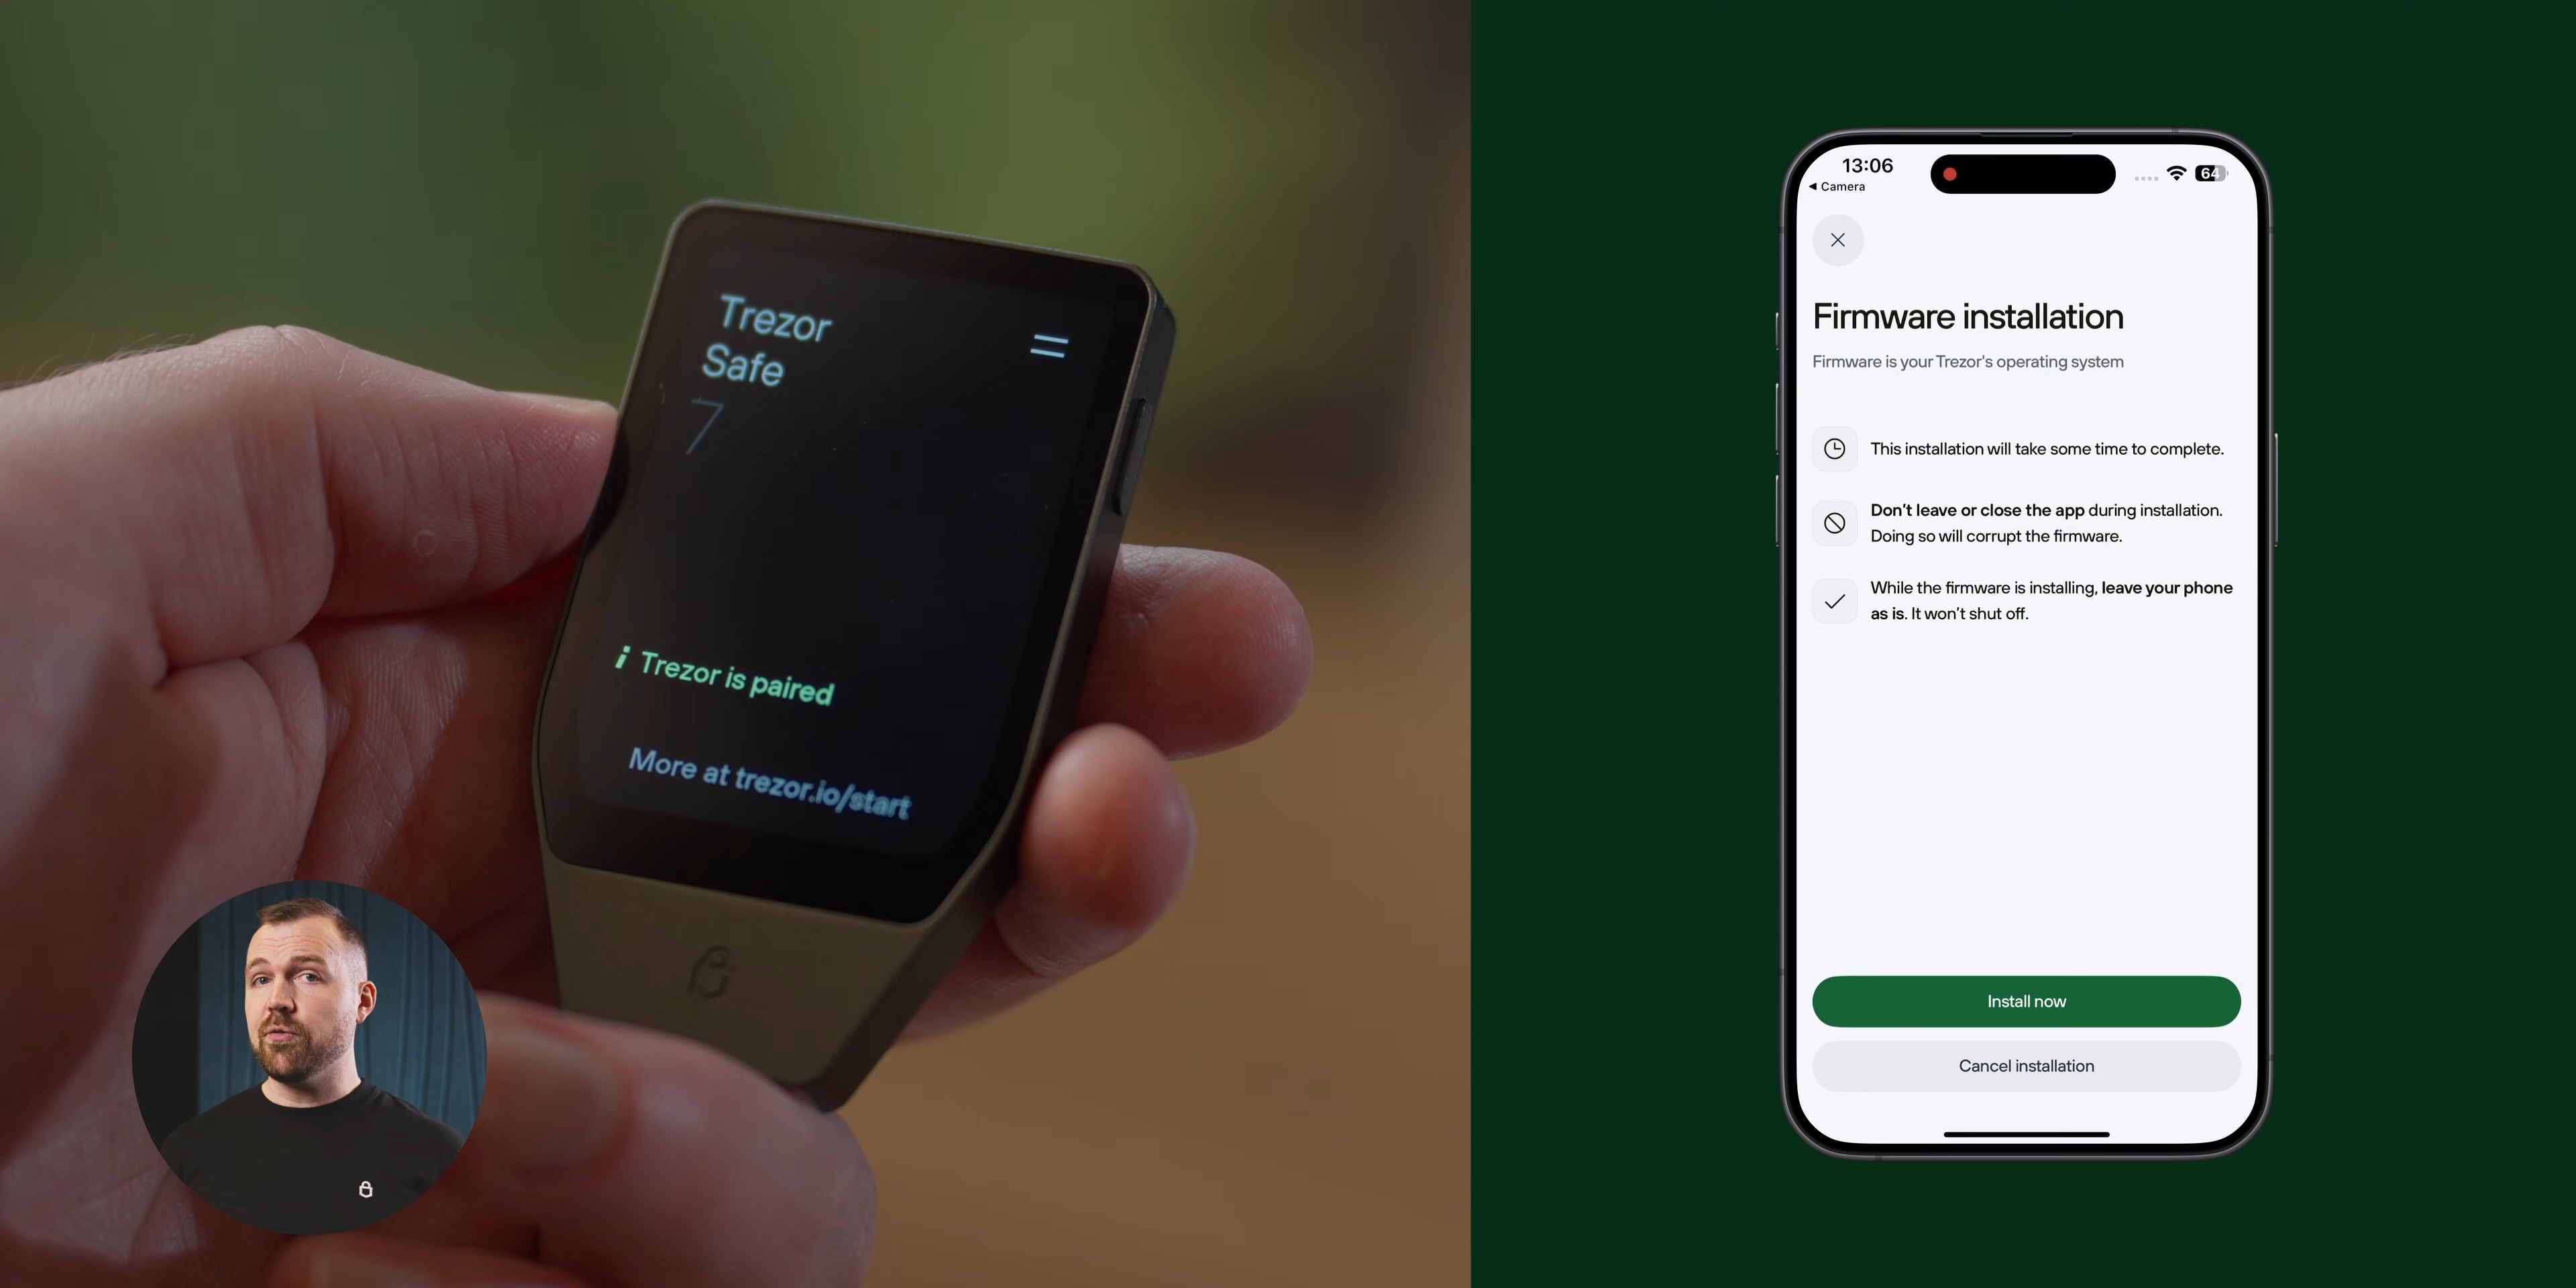 Trezor
Safe
7
Trezor is paired
More at trezor.io/start
13:06
64
Camera
Firmware installation
Firmware is your Trezor's operating system
This installation will take some time to complete.
Don't leave or close the app during installation.
Doing so will corrupt the firmware.
While the firmware is installing, leave your phone
as is. It won't shut off.
Install now
Cancel installation